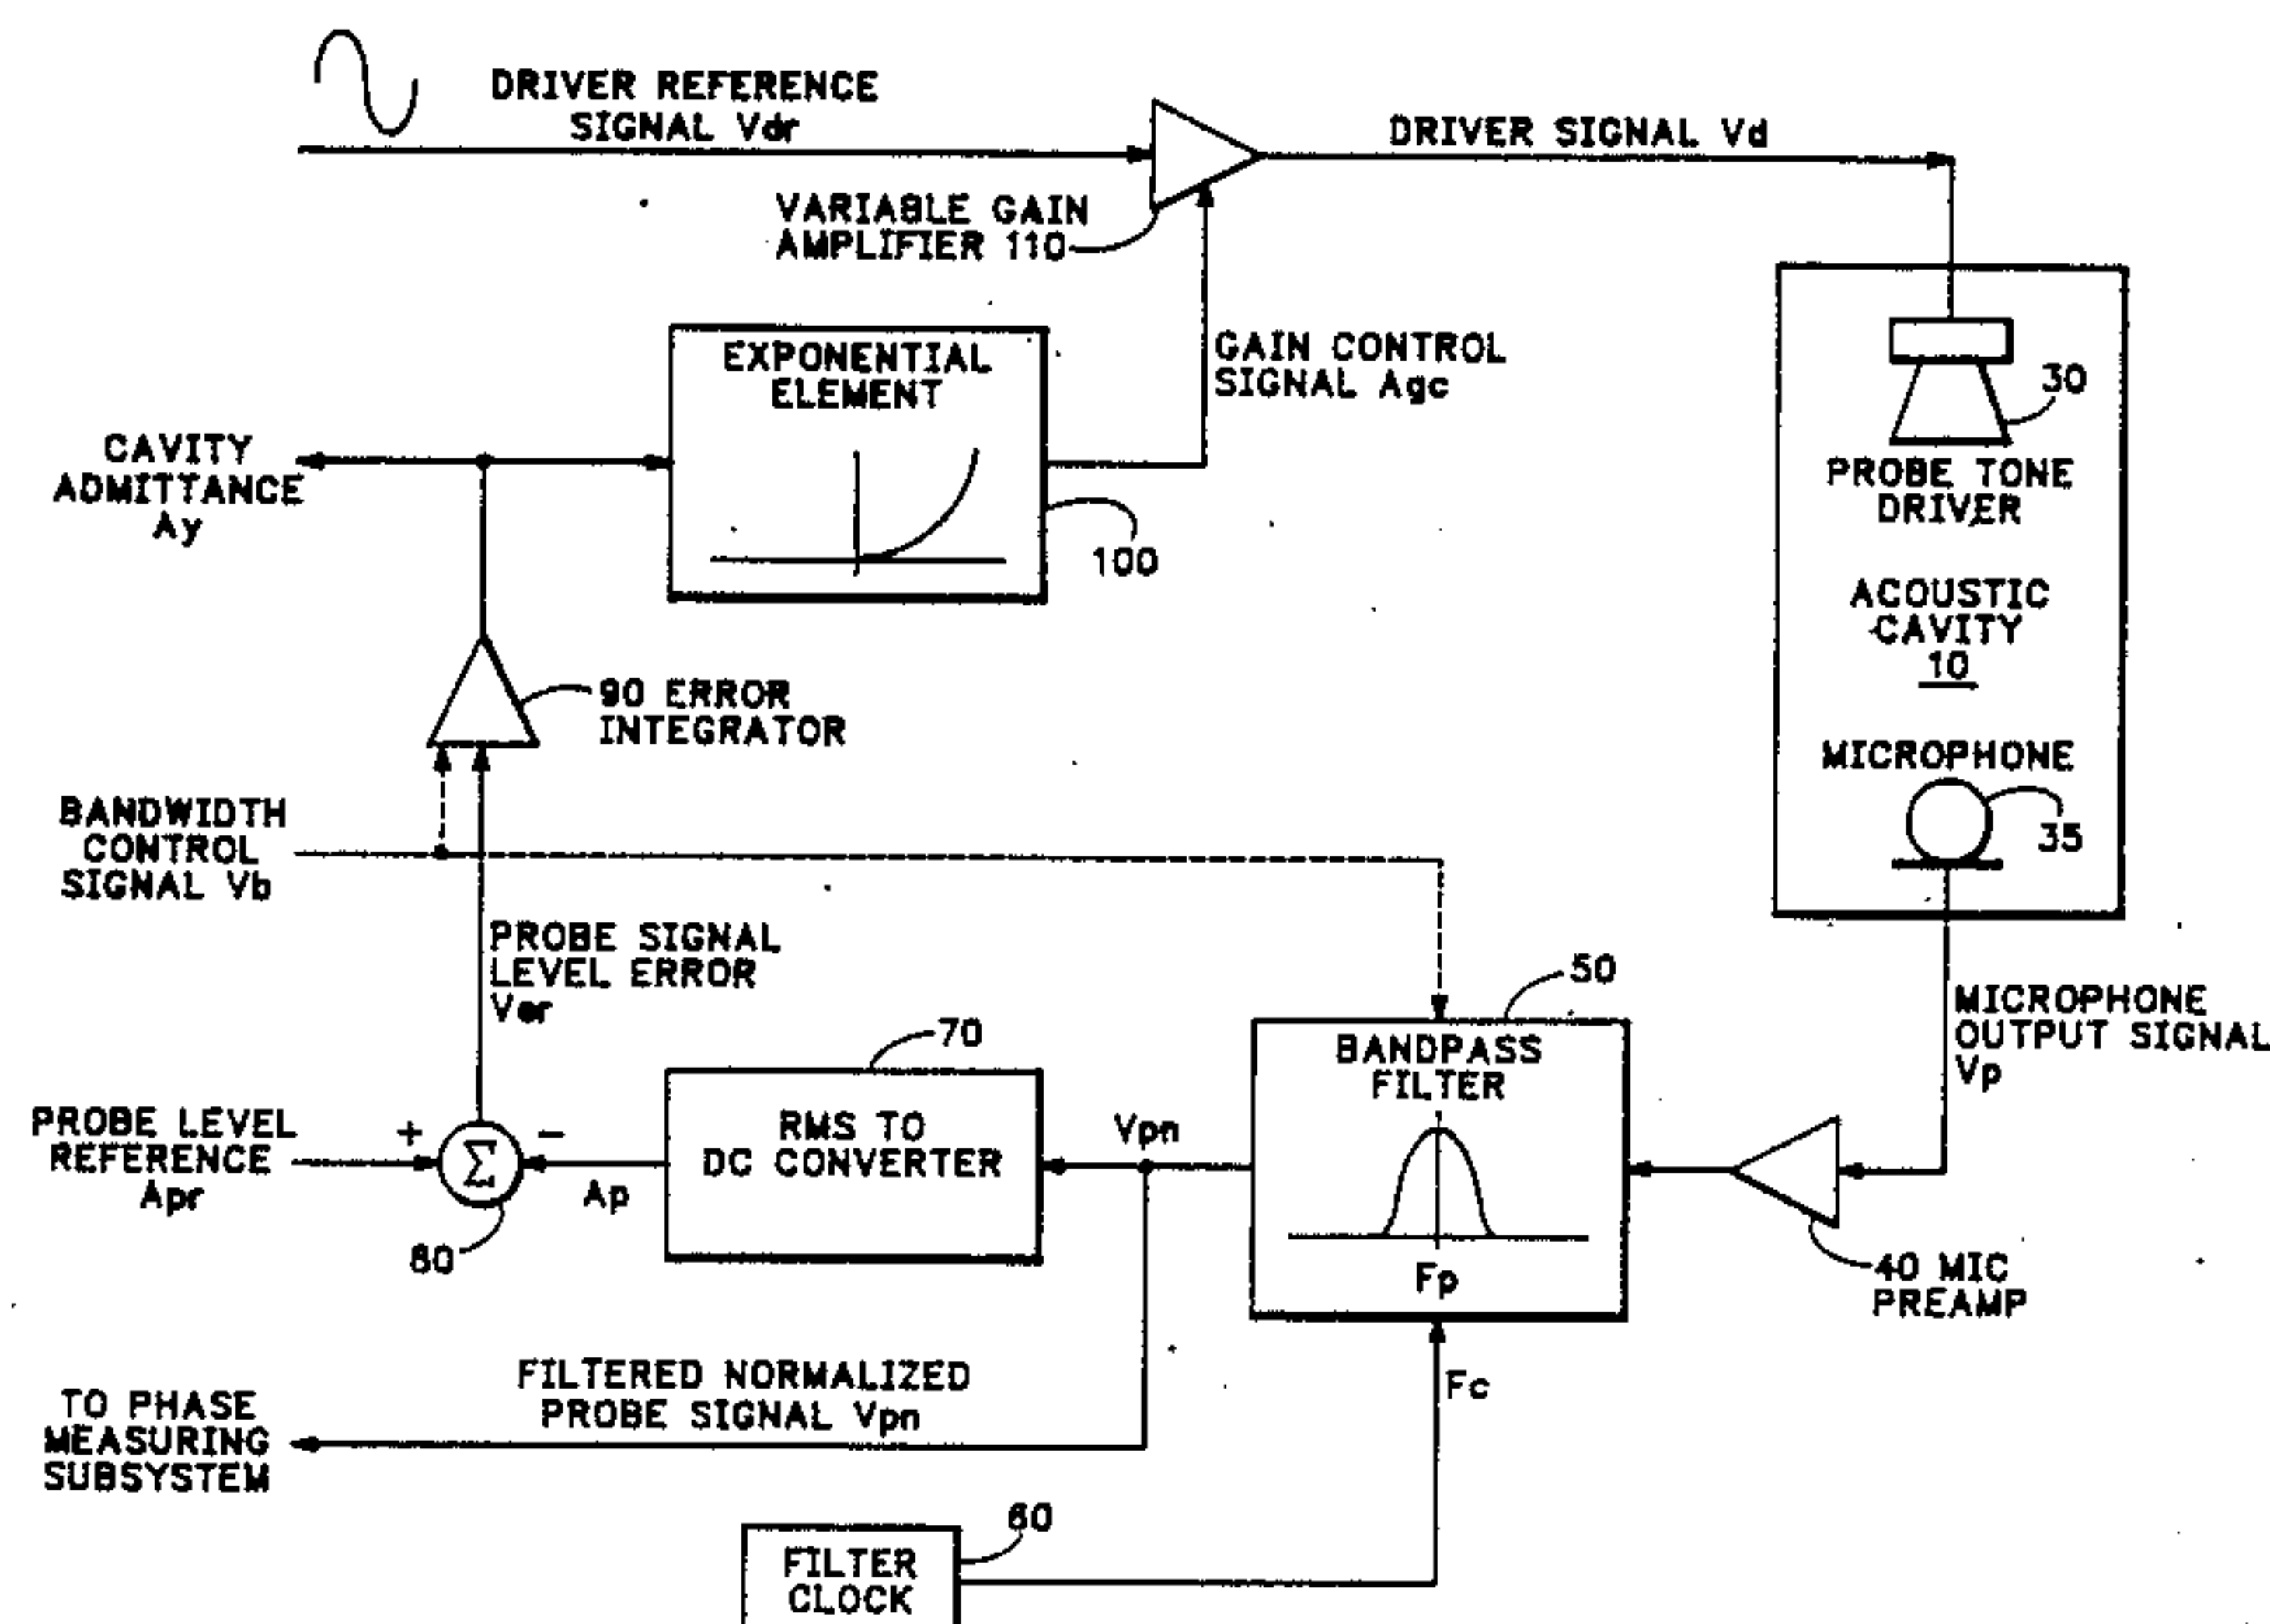 DRIVER REFERENCE
SIGNAL Vdr
DRIVER SIGNAL Vd
VARIABLE GAIN
AMPLIFIER 110
EXPONENTIAL
ELEMENT
100
GAIN CONTROL
SIGNAL Agc
30
PROBE TONE
DRIVER
ACOUSTIC
CAVITY
10
MICROPHONE
35
CAVITY
ADMITTANCE
Ay
90 ERROR
INTEGRATOR
BANDWIDTH
CONTROL
SIGNAL Vb
PROBE SIGNAL
LEVEL ERROR
Ver
MICROPHONE
OUTPUT SIGNAL
Vp
50
BANDPASS
FILTER
Fp
40 MIC
PREAMP
70
RMS TO
DC CONVERTER
Vpn
Ap
PROBE LEVEL
REFERENCE
Apr
+
−
Σ
80
FILTERED NORMALIZED
PROBE SIGNAL Vpn
Fc
TO PHASE
MEASURING
SUBSYSTEM
60
FILTER
CLOCK